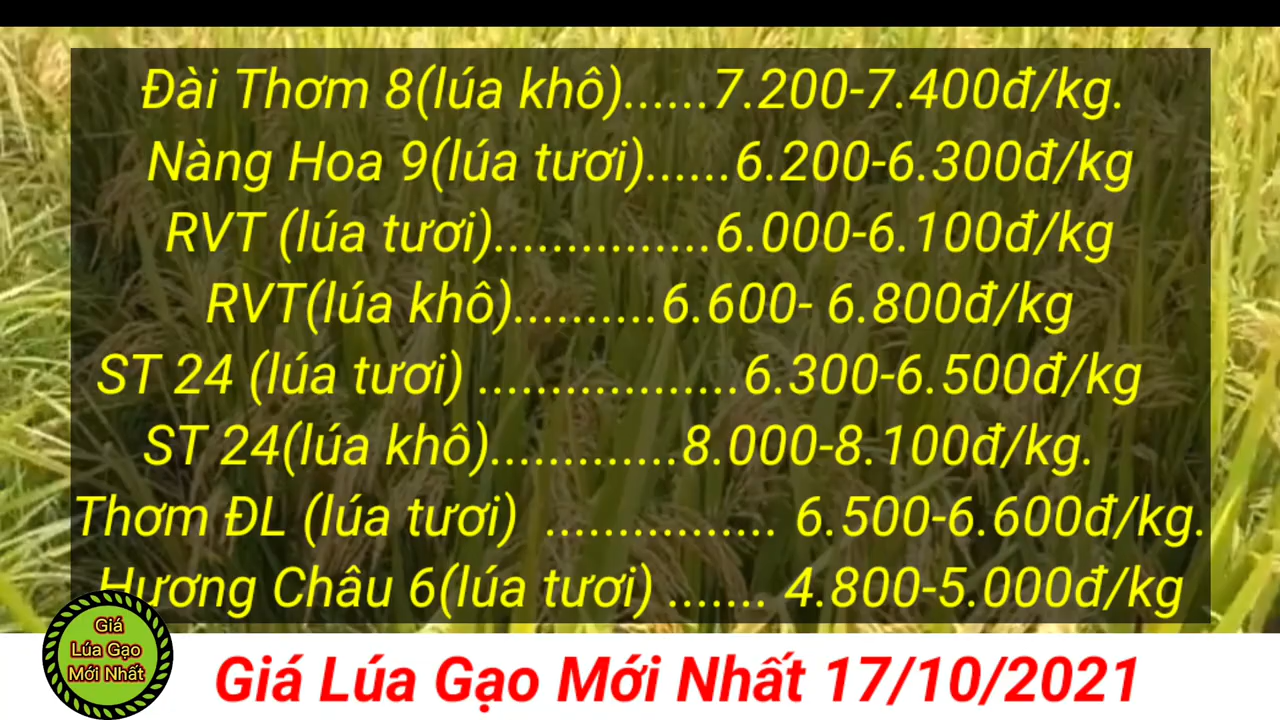 Đài Thơm 8(lúa khô)......7.200-7.400đ/kg.
Nàng Hoa 9(lúa tươi)......6.200-6.300đ/kg
RVT (lúa tươi)...............6.000-6.100đ/kg
RVT(lúa khô)..........6.600- 6.800đ/kg
ST 24 (lúa tươi) ..................6.300-6.500đ/kg
ST 24(lúa khô).............8.000-8.100đ/kg.
Thơm ĐL (lúa tươi) ................ 6.500-6.600đ/kg.
Hương Châu 6(lúa tươi) ....... 4.800-5.000đ/kg
Giá
Lúa Gạo
Mới Nhất
Giá Lúa Gạo Mới Nhất 17/10/2021